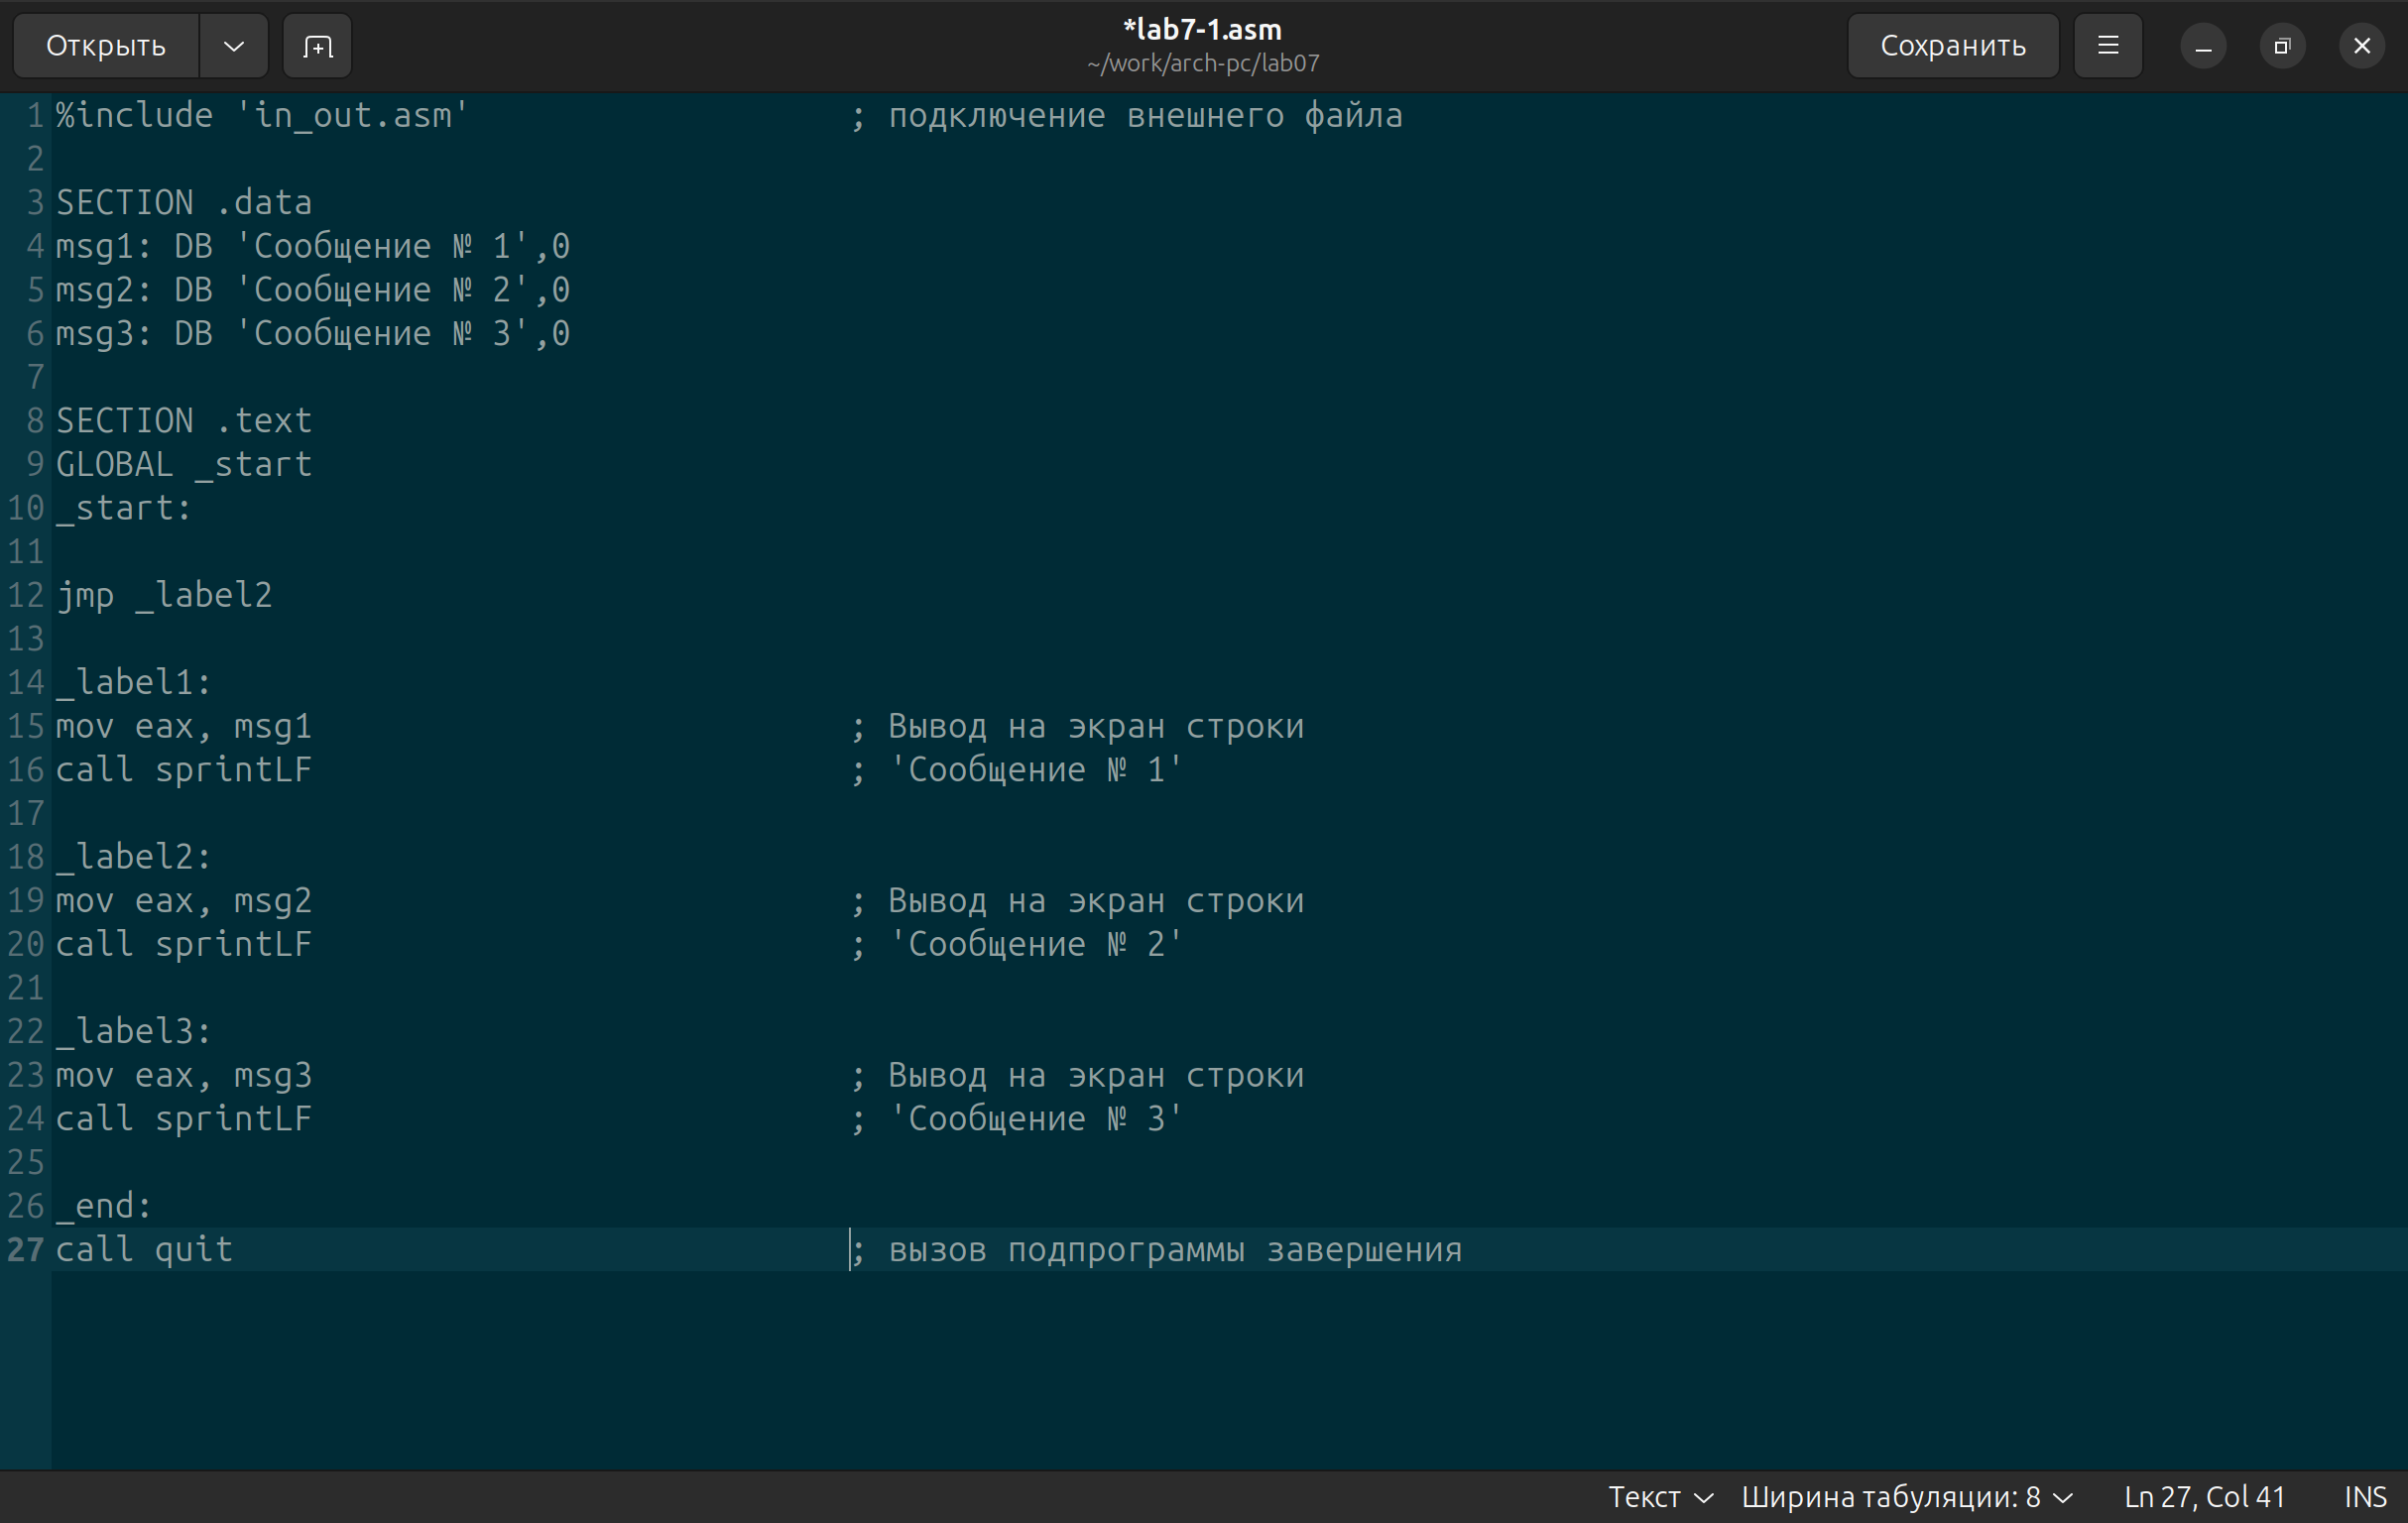 Открыть
*lab7-1.asm
~/work/arch-pc/lab07
Сохранить
1 %include 'in_out.asm' ; подключение внешнего файла
2
3 SECTION .data
4 msg1: DB 'Сообщение № 1',0
5 msg2: DB 'Сообщение № 2',0
6 msg3: DB 'Сообщение № 3',0
7
8 SECTION .text
9 GLOBAL _start
10 _start:
11
12 jmp _label2
13
14 _label1:
15 mov eax, msg1 ; Вывод на экран строки
16 call sprintLF ; 'Сообщение № 1'
17
18 _label2:
19 mov eax, msg2 ; Вывод на экран строки
20 call sprintLF ; 'Сообщение № 2'
21
22 _label3:
23 mov eax, msg3 ; Вывод на экран строки
24 call sprintLF ; 'Сообщение № 3'
25
26 _end:
27 call quit ; вызов подпрограммы завершения
Текст Ширина табуляции: 8 Ln 27, Col 41 INS